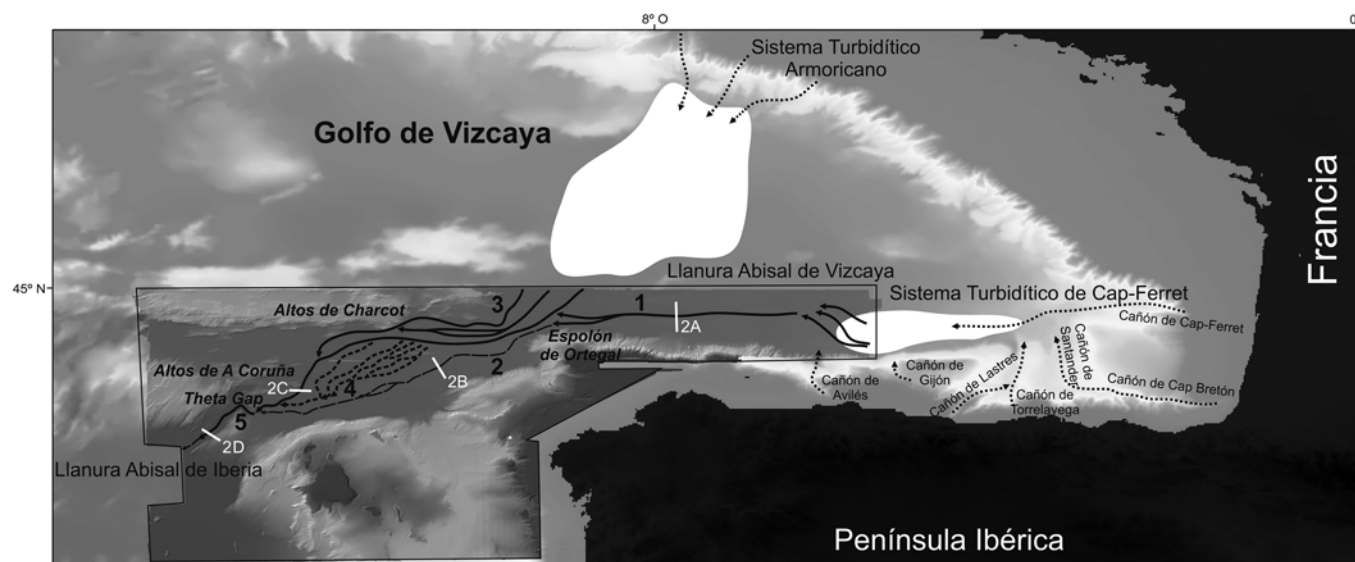 8º O
0
Sistema Turbidítico
Armoricano
Golfo de Vizcaya
Francia
Llanura Abisal de Vizcaya
45º N
Sistema Turbidítico de Cap-Ferret
Altos de Charcot
3
1
2A
Cañón de Cap-Ferret
Espolón
de Ortegal
Altos de A Coruña
2
2B
2C
4
Theta Gap
5
2D
Cañón de
Avilés
Cañón de
Gijón
Cañón de Lastres
Cañón de
Torrelavega
Cañón de
Santander
Cañón de Cap Bretón
Llanura Abisal de Iberia
Península Ibérica